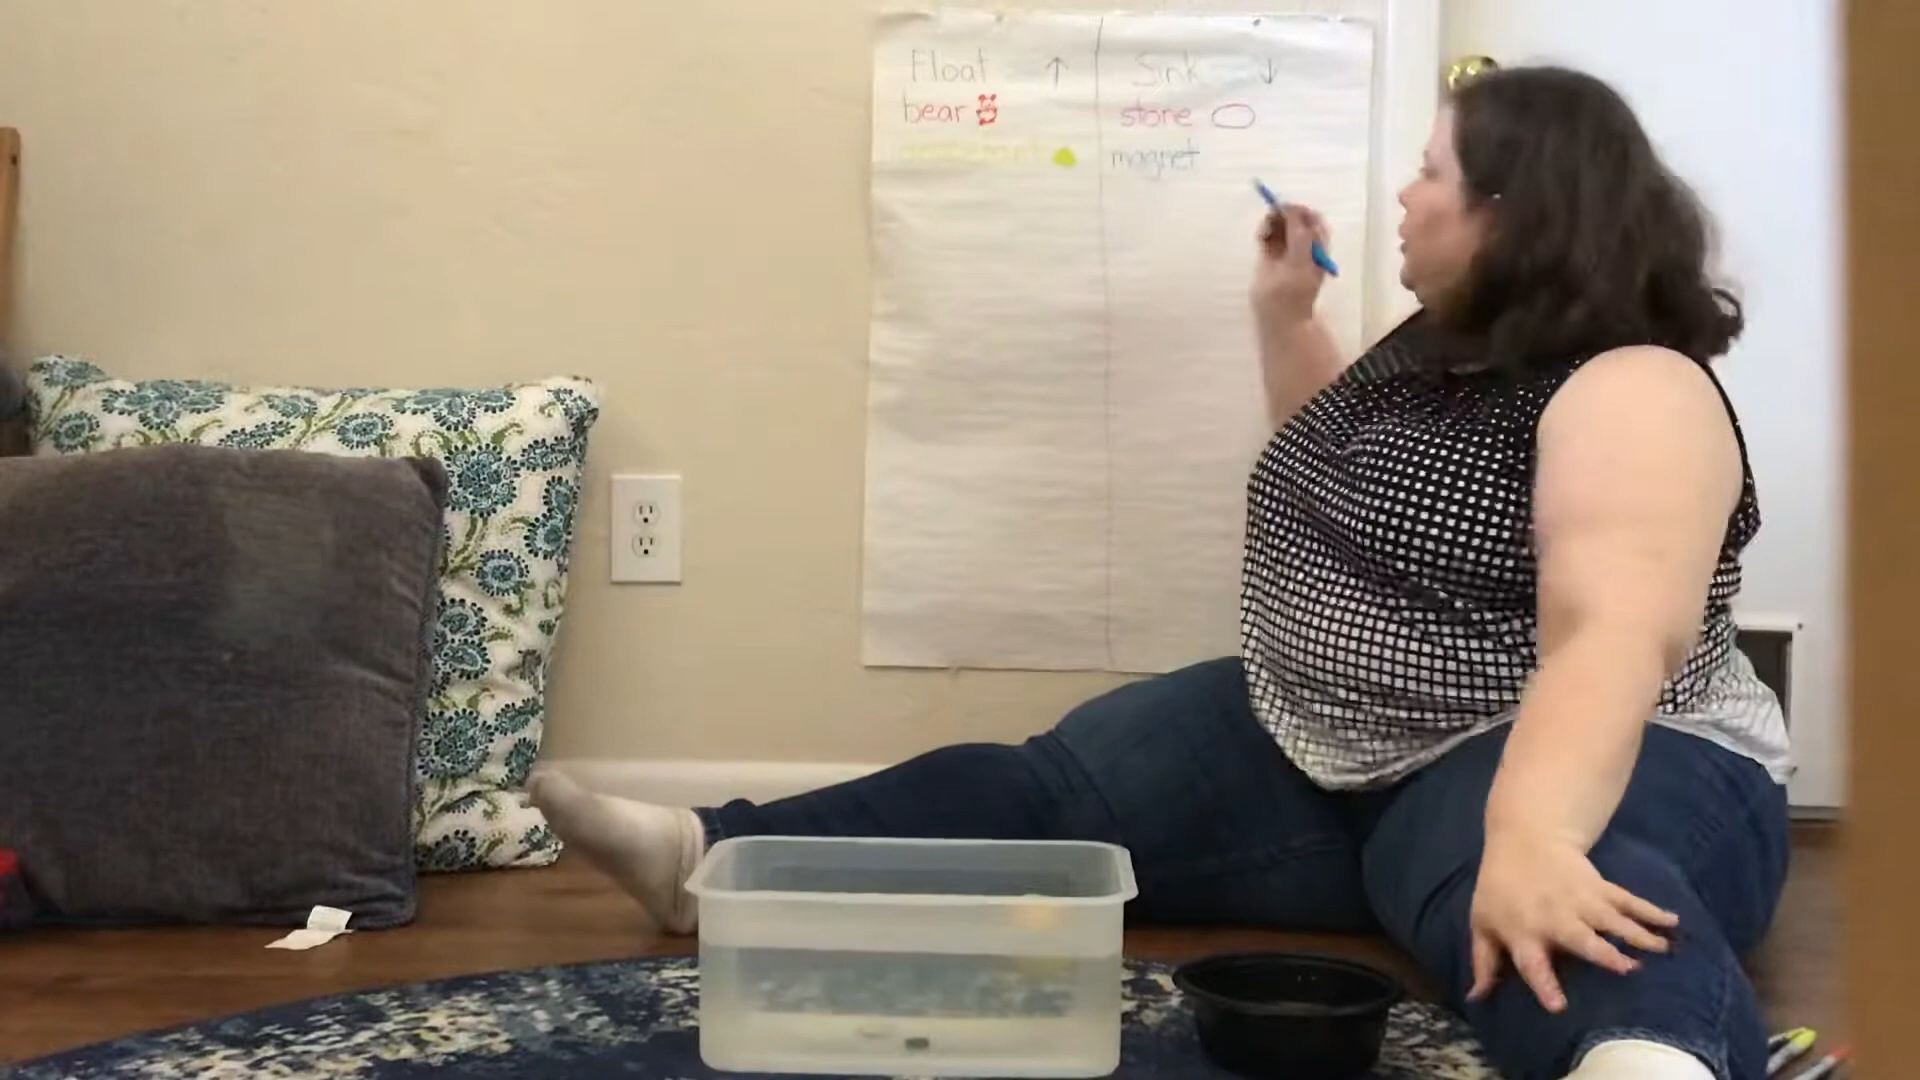 Float ↑
Sink ↓
bear
stone
magnet